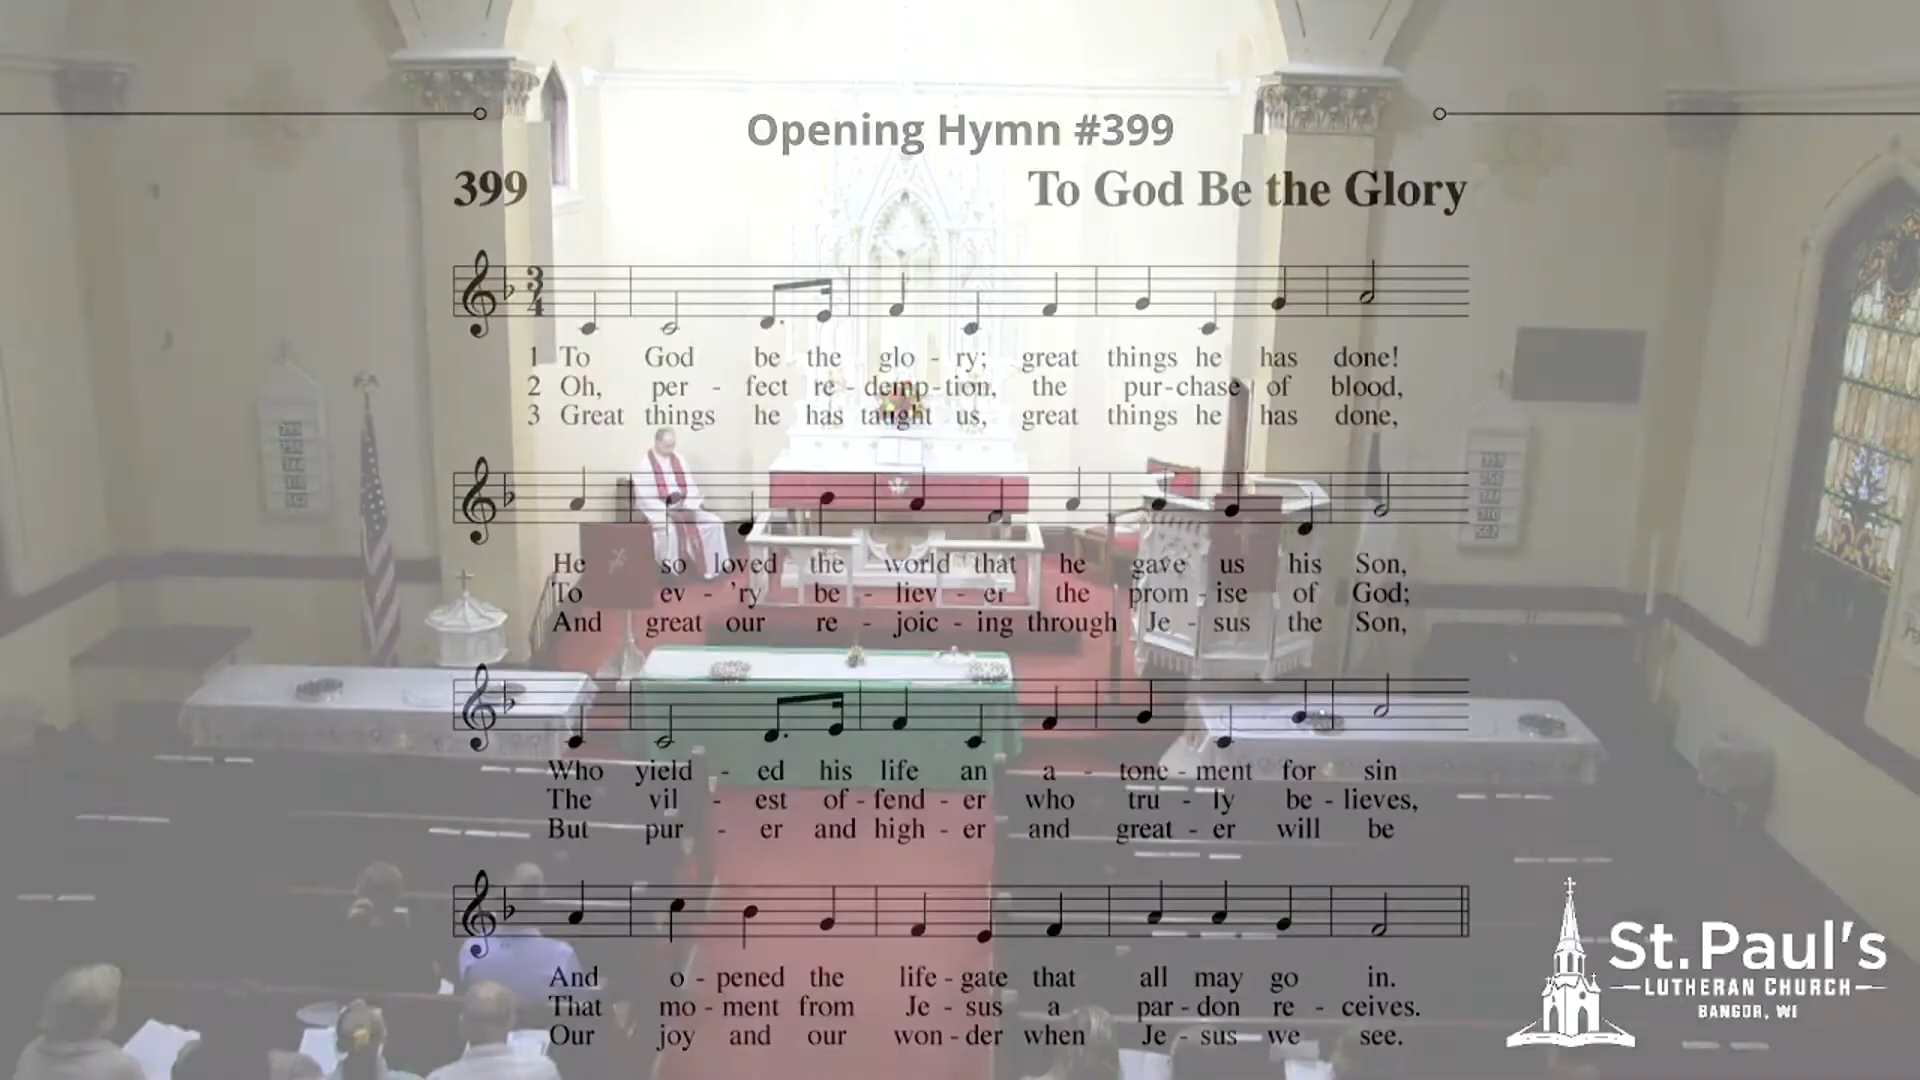 Opening Hymn #399
399 To God Be the Glory
1 To God be the glo - ry; great things he has done!
2 Oh, per - fect re - demp - tion, the pur - chase of blood,
3 Great things he has taught us, great things he has done,
He so loved the world that he gave us his Son,
To ev - 'ry be - liev - er the prom - ise of God;
And great our re - joic - ing through Je - sus the Son,
Who yield - ed his life an a - tone - ment for sin
The vil - est of - fend - er who tru - ly be - lieves,
But pur - er and high - er and great - er will be
And o - pened the life - gate that all may go in.
That mo - ment from Je - sus a par - don re - ceives.
Our joy and our won - der when Je - sus we see.
St. Paul's
LUTHERAN CHURCH
BANGOR, WI